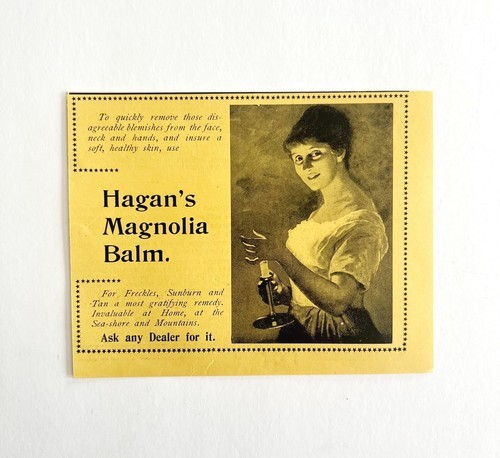 To quickly remove those dis-
agreeable blemishes from the face,
neck and hands, and insure a
soft, healthy skin, use
Hagan's
Magnolia
Balm.
For Freckles, Sunburn and
Tan a most gratifying remedy.
Invaluable at Home, at the
Sea-shore and Mountains.
Ask any Dealer for it.